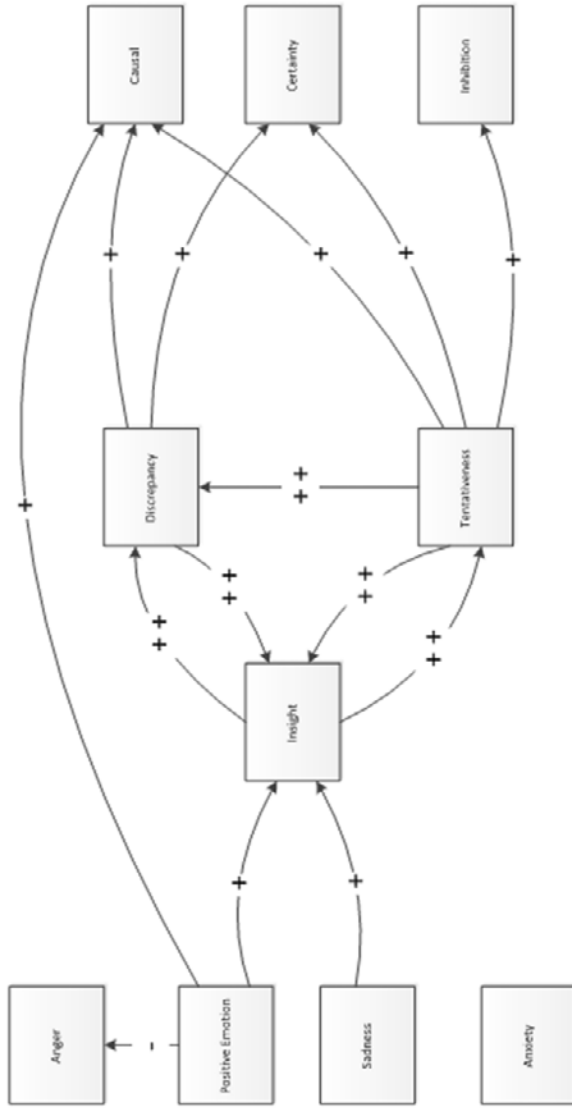 Anger
Positive Emotion
Sadness
Anxiety
-
+
+
+
Insight
++
++
++
++
Discrepancy
Tentativeness
++
+
+
+
+
+
Causal
Certainty
Inhibition